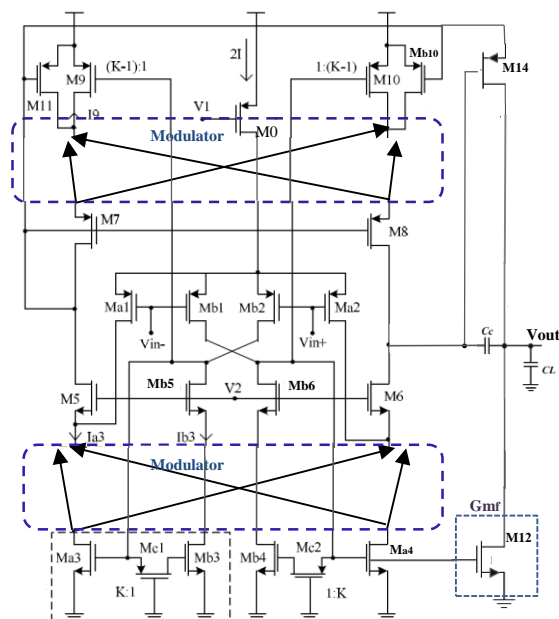 (K-1):1
2I
1:(K-1)
Mb10
M9
M10
M14
M11
I9
V1
Modulator
M0
M7
M8
Ma1
Mb1
Mb2
Ma2
Vin-
Vin+
Cc
Vout
CL
M5
Mb5
V2
Mb6
M6
Ia3
Ib3
Modulator
Gmf
M12
Ma3
Mc1
Mb3
Mb4
Mc2
Ma4
K:1
1:K